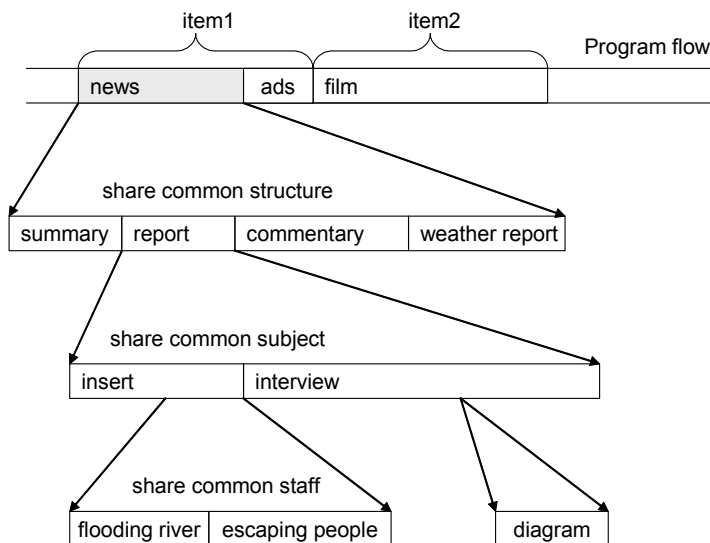 item1 item2
Program flow
news ads film
share common structure
summary report commentary weather report
share common subject
insert interview
share common staff
flooding river escaping people diagram